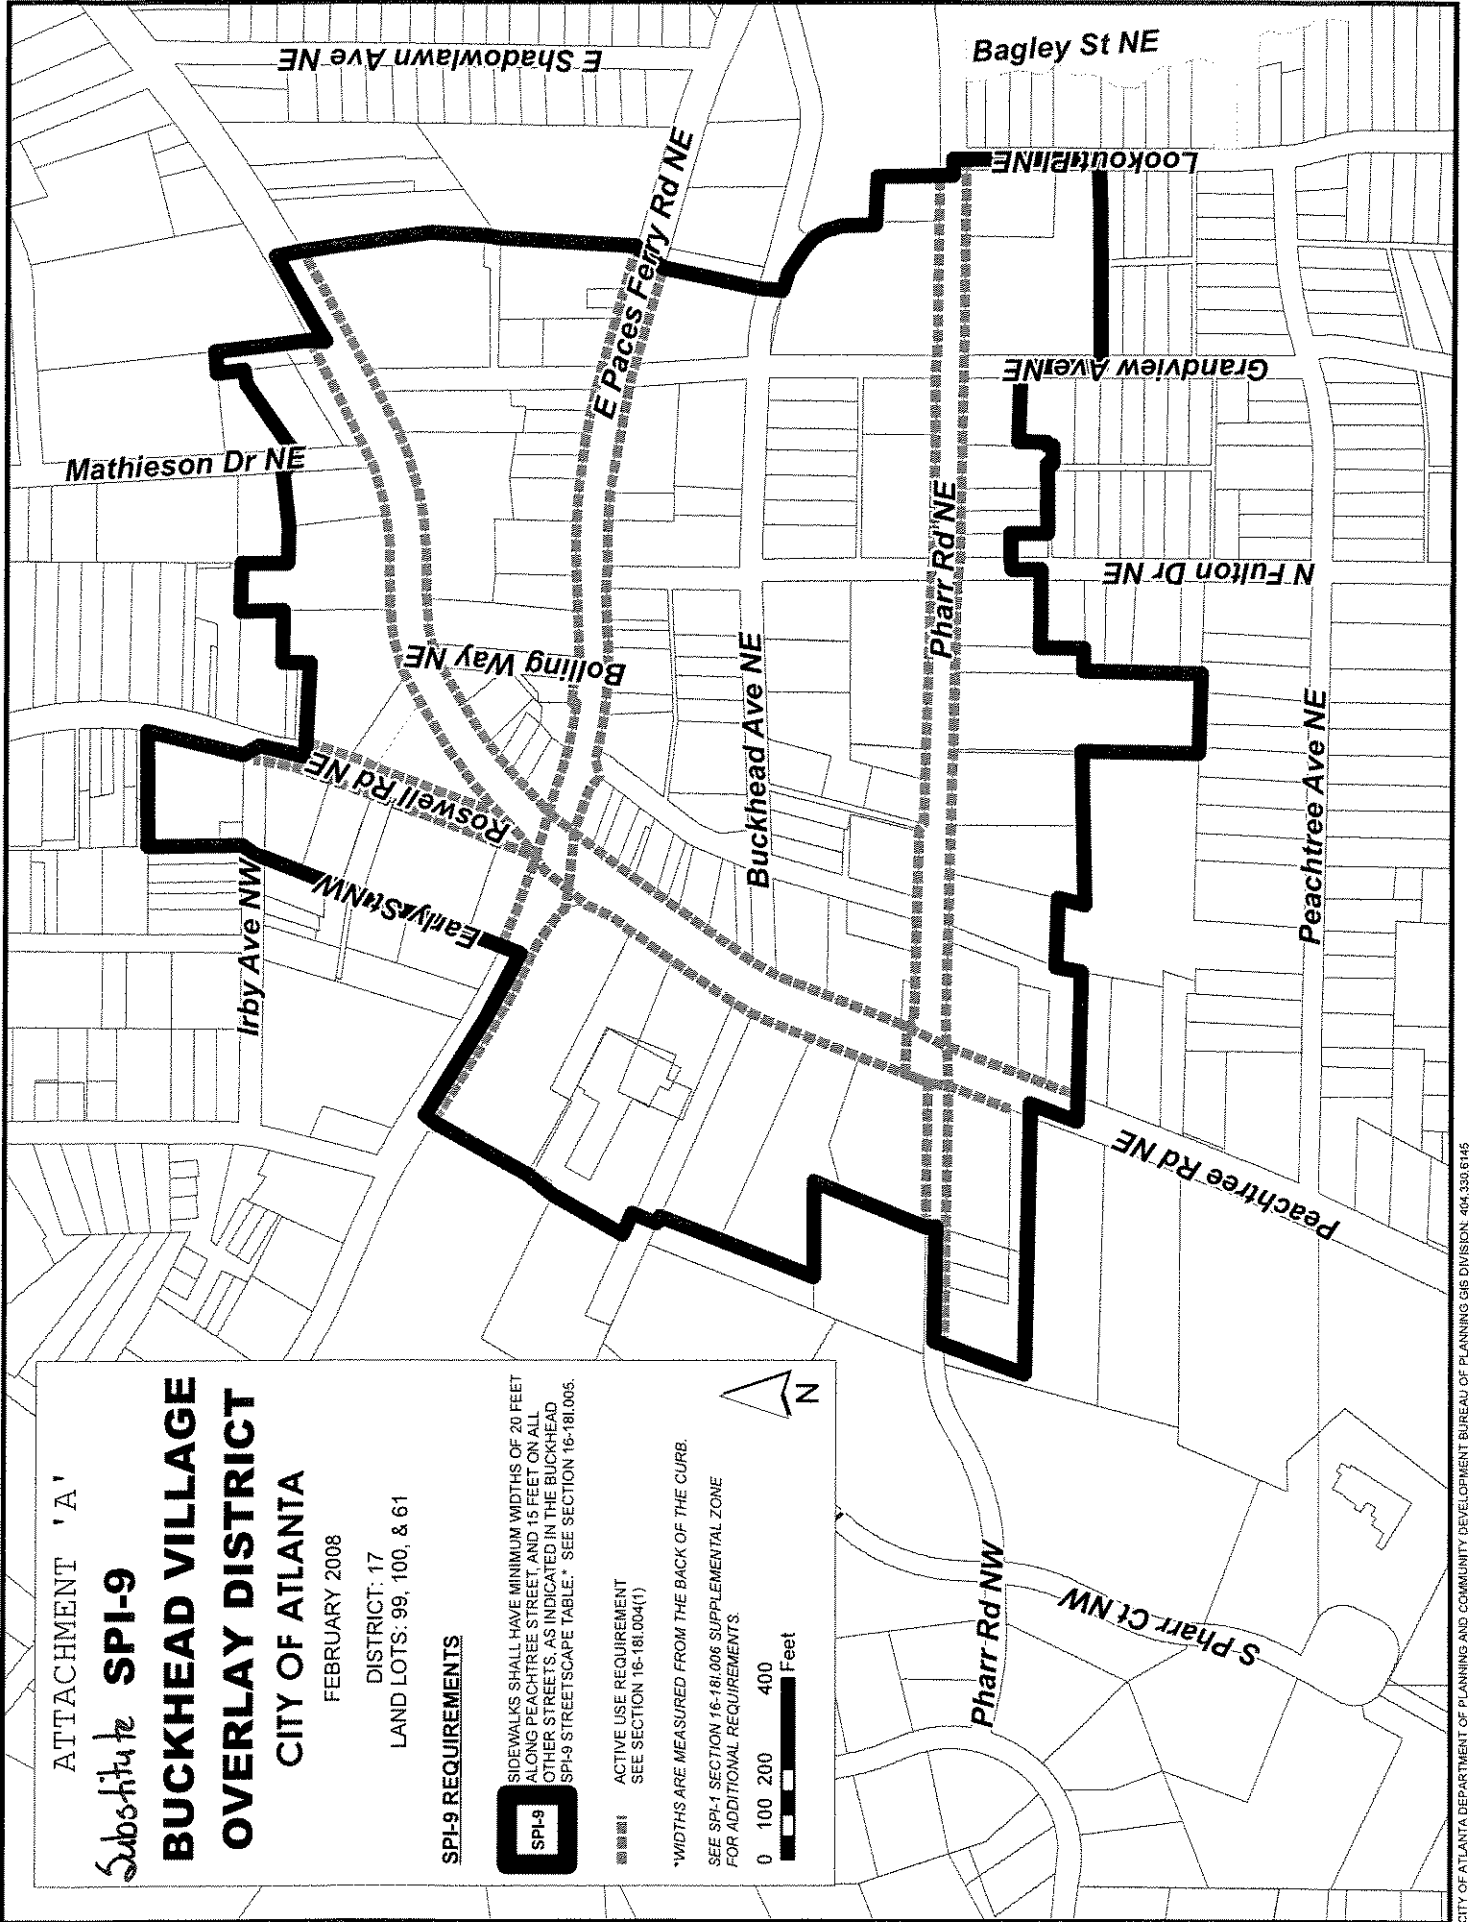 ATTACHMENT 'A'
Substitute SPI-9
BUCKHEAD VILLAGE
OVERLAY DISTRICT
CITY OF ATLANTA
FEBRUARY 2008
DISTRICT: 17
LAND LOTS: 99, 100, & 61
SPI-9 REQUIREMENTS
SPI-9
SIDEWALKS SHALL HAVE MINIMUM WIDTHS OF 20 FEET
ALONG PEACHTREE STREET, AND 15 FEET ON ALL
OTHER STREETS, AS INDICATED IN THE BUCKHEAD
SPI-9 STREETSCAPE TABLE.* SEE SECTION 16-18I.005.
ACTIVE USE REQUIREMENT
SEE SECTION 16-18I.004(1)
*WIDTHS ARE MEASURED FROM THE BACK OF THE CURB.
SEE SPI-1 SECTION 16-18I.006 SUPPLEMENTAL ZONE
FOR ADDITIONAL REQUIREMENTS.
0 100 200 400
Feet
N
Irby Ave NW
Early St NW
Roswell Rd NE
Mathieson Dr NE
E Shadowlawn Ave NE
Bolling Way NE
E Paces Ferry Rd NE
Buckhead Ave NE
Bagley St NE
Pharr Rd NE
Lookout Pl NE
Grandview Ave NE
N Fulton Dr NE
Peachtree Ave NE
Peachtree Rd NE
Pharr Rd NW
S Pharr Ct NW
CITY OF ATLANTA DEPARTMENT OF PLANNING AND COMMUNITY DEVELOPMENT BUREAU OF PLANNING GIS DIVISION: 404.330.6145